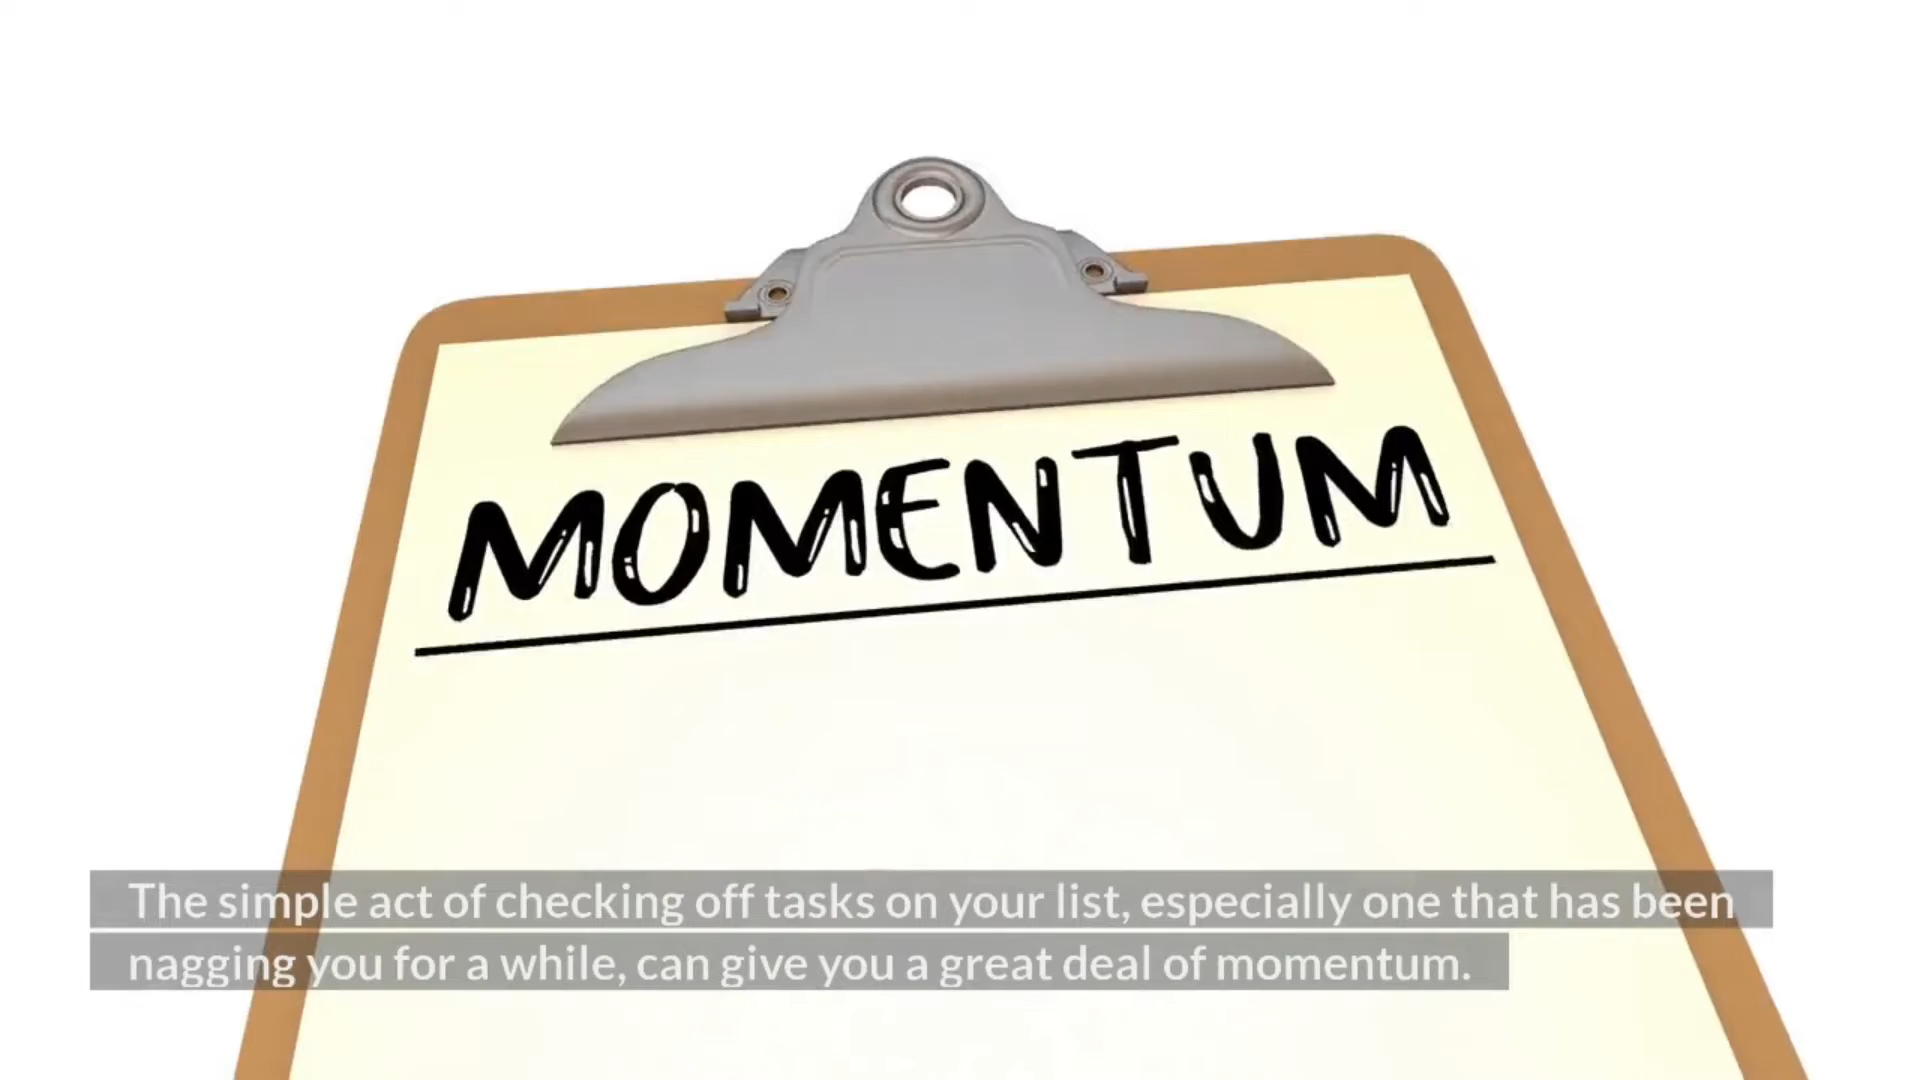 MOMENTUM
The simple act of checking off tasks on your list, especially one that has been
nagging you for a while, can give you a great deal of momentum.